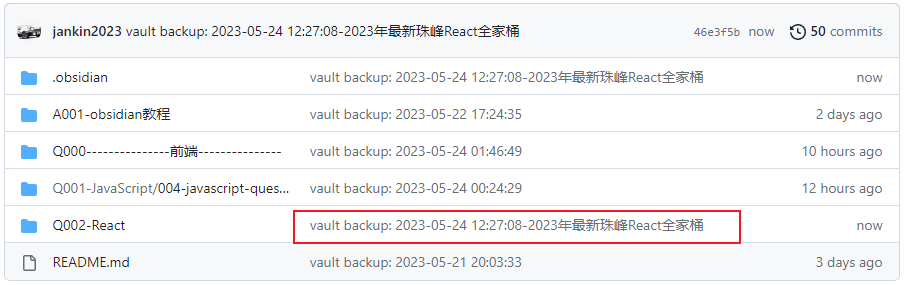 jankin2023 vault backup: 2023-05-24 12:27:08-2023年最新珠峰React全家桶 46e3f5b now 50 commits
.obsidian vault backup: 2023-05-24 12:27:08-2023年最新珠峰React全家桶 now
A001-obsidian教程 vault backup: 2023-05-22 17:24:35 2 days ago
Q000---------------前端--------------- vault backup: 2023-05-24 01:46:49 10 hours ago
Q001-JavaScript/004-javascript-ques... vault backup: 2023-05-24 00:24:29 12 hours ago
Q002-React vault backup: 2023-05-24 12:27:08-2023年最新珠峰React全家桶 now
README.md vault backup: 2023-05-21 20:03:33 3 days ago